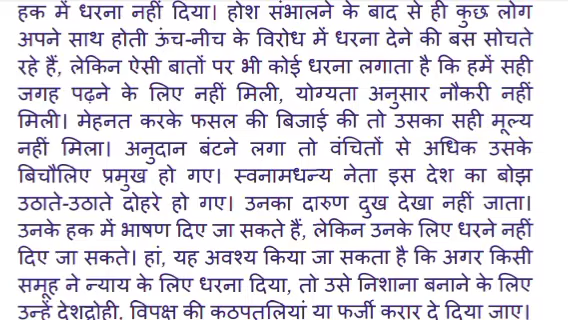 हक में धरना नहीं दिया। होश संभालने के बाद से ही कुछ लोग
अपने साथ होती ऊंच-नीच के विरोध में धरना देने की बस सोचते
रहे हैं, लेकिन ऐसी बातों पर भी कोई धरना लगाता है कि हमें सही
जगह पढ़ने के लिए नहीं मिली, योग्यता अनुसार नौकरी नहीं
मिली। मेहनत करके फसल की बिजाई की तो उसका सही मूल्य
नहीं मिला। अनुदान बंटने लगा तो वंचितों से अधिक उसके
बिचौलिए प्रमुख हो गए। स्वनामधन्य नेता इस देश का बोझ
उठाते-उठाते दोहरे हो गए। उनका दारुण दुख देखा नहीं जाता।
उनके हक में भाषण दिए जा सकते हैं, लेकिन उनके लिए धरने नहीं
दिए जा सकते। हां, यह अवश्य किया जा सकता है कि अगर किसी
समूह ने न्याय के लिए धरना दिया, तो उसे निशाना बनाने के लिए
उन्हें देशद्रोही, विपक्ष की कठपुतलियां या फर्जी करार दे दिया जाए।